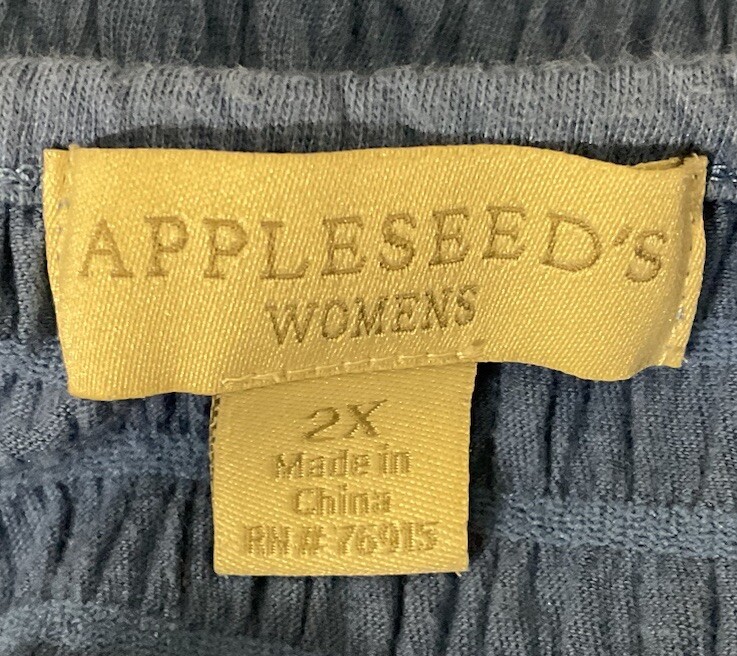 APPLESEED'S
WOMENS
2X
Made in
China
RN# 76915